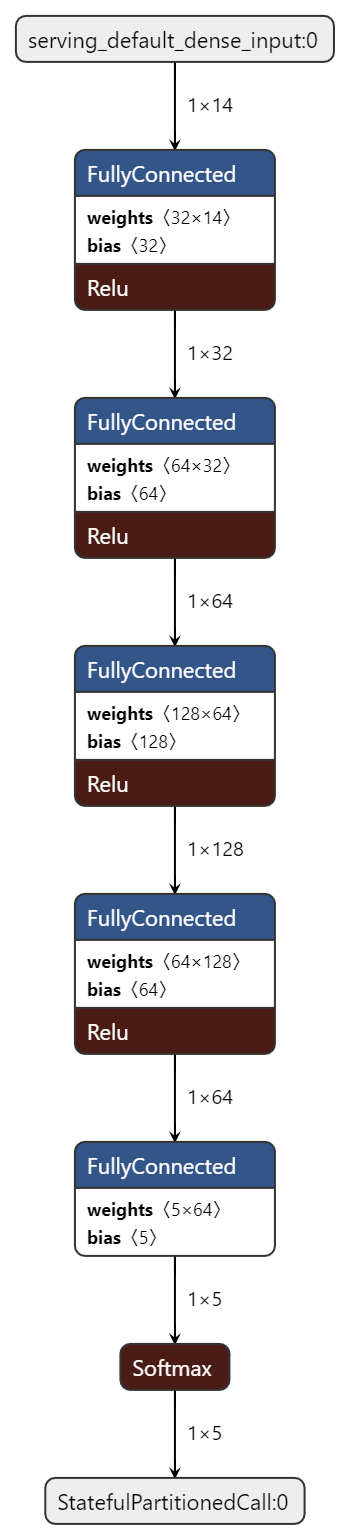 serving_default_dense_input:0
1×14
FullyConnected
weights 〈32×14〉
bias 〈32〉
Relu
1×32
FullyConnected
weights 〈64×32〉
bias 〈64〉
Relu
1×64
FullyConnected
weights 〈128×64〉
bias 〈128〉
Relu
1×128
FullyConnected
weights 〈64×128〉
bias 〈64〉
Relu
1×64
FullyConnected
weights 〈5×64〉
bias 〈5〉
1×5
Softmax
1×5
StatefulPartitionedCall:0